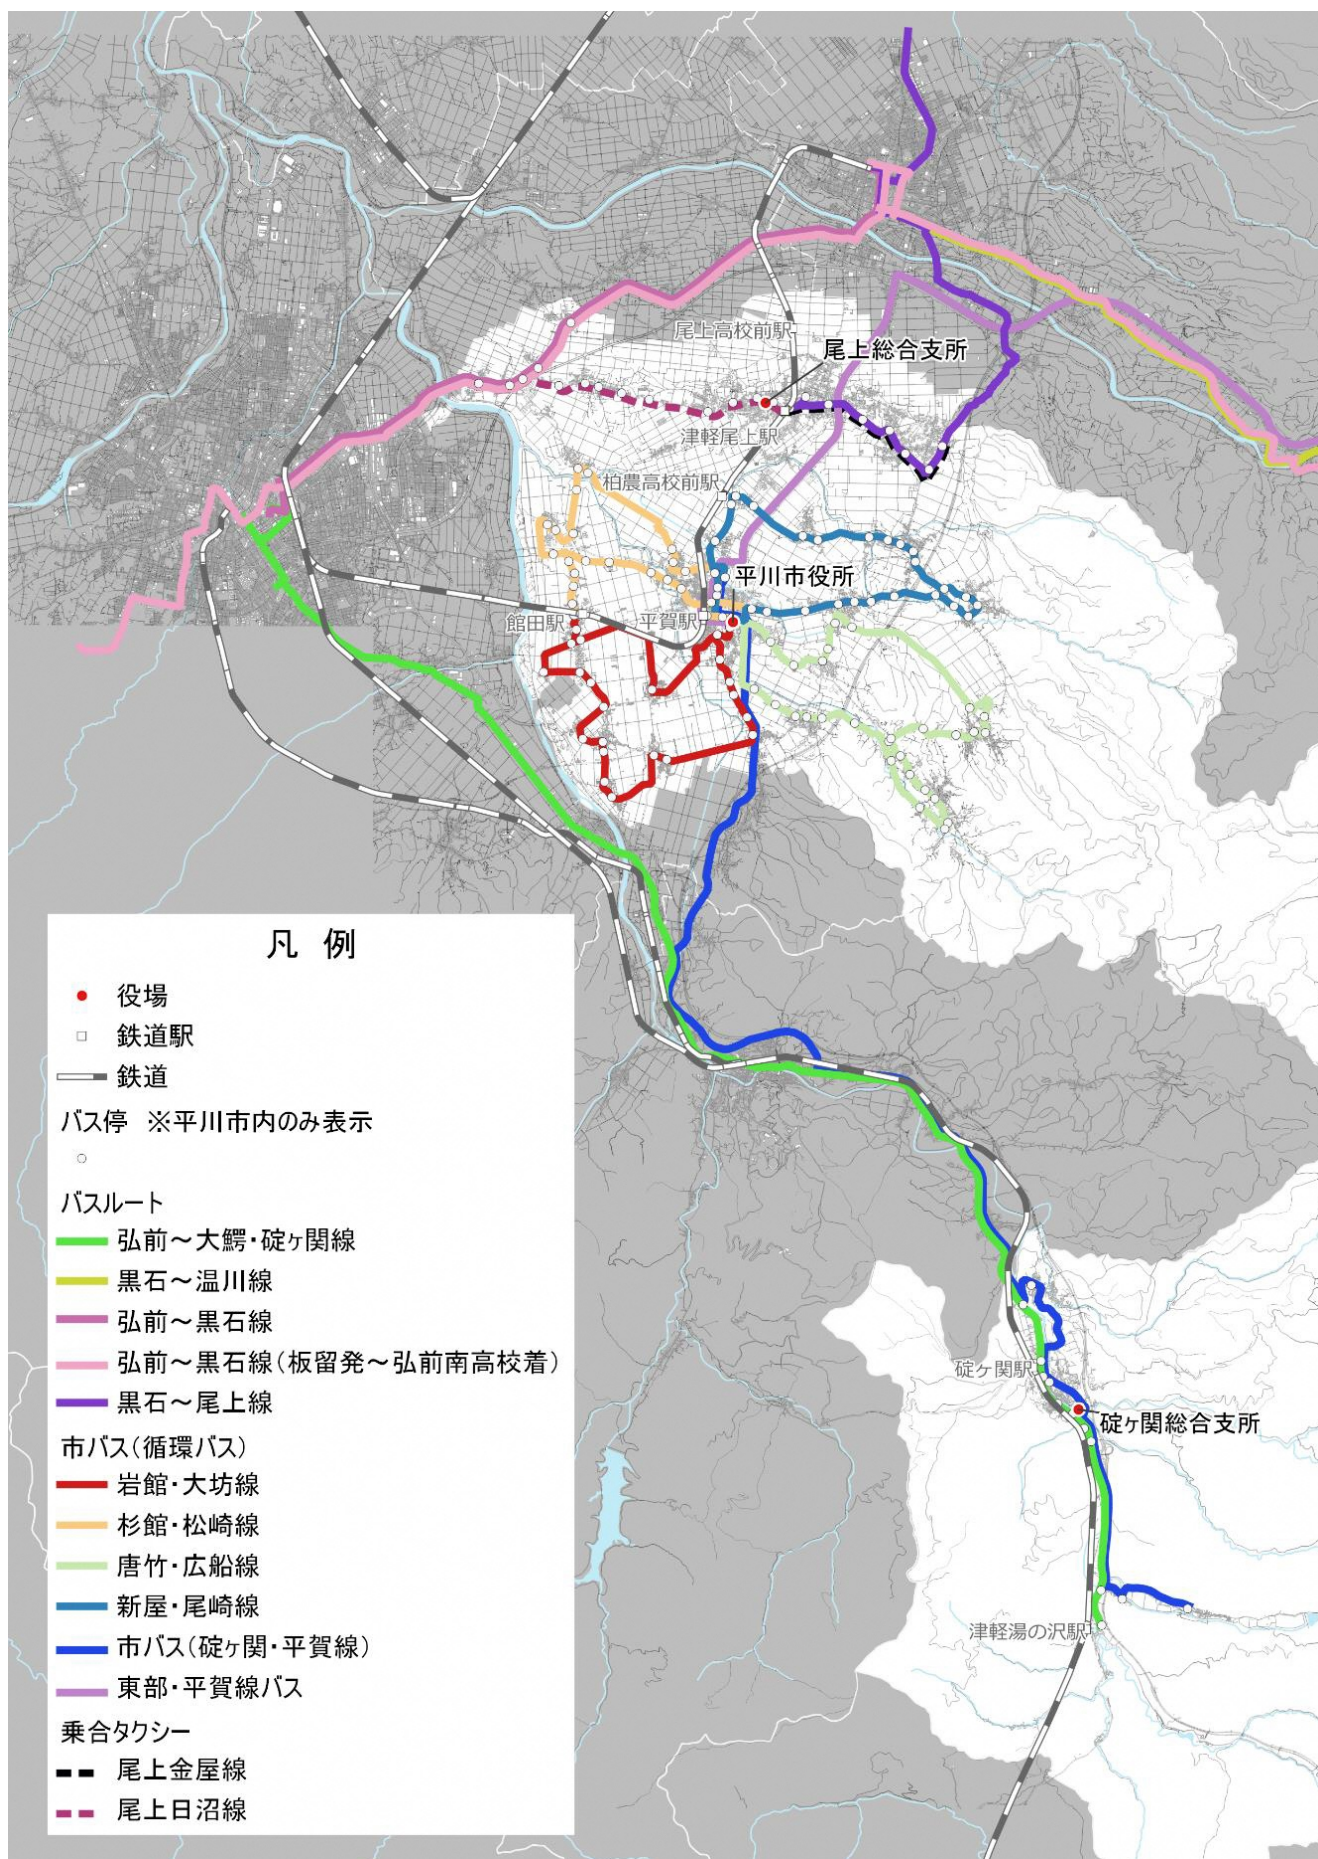 尾上高校前駅
尾上総合支所
津軽尾上駅
柏農高校前駅
平川市役所
館田駅
平賀駅
凡 例
役場
鉄道駅
鉄道
バス停 ※平川市内のみ表示
バスルート
弘前～大鰐・碇ヶ関線
黒石～温川線
弘前～黒石線
弘前～黒石線(板留発～弘前南高校着)
黒石～尾上線
市バス(循環バス)
岩館・大坊線
杉館・松崎線
唐竹・広船線
新屋・尾崎線
市バス(碇ヶ関・平賀線)
東部・平賀線バス
乗合タクシー
尾上金屋線
尾上日沼線
碇ヶ関駅
碇ヶ関総合支所
津軽湯の沢駅